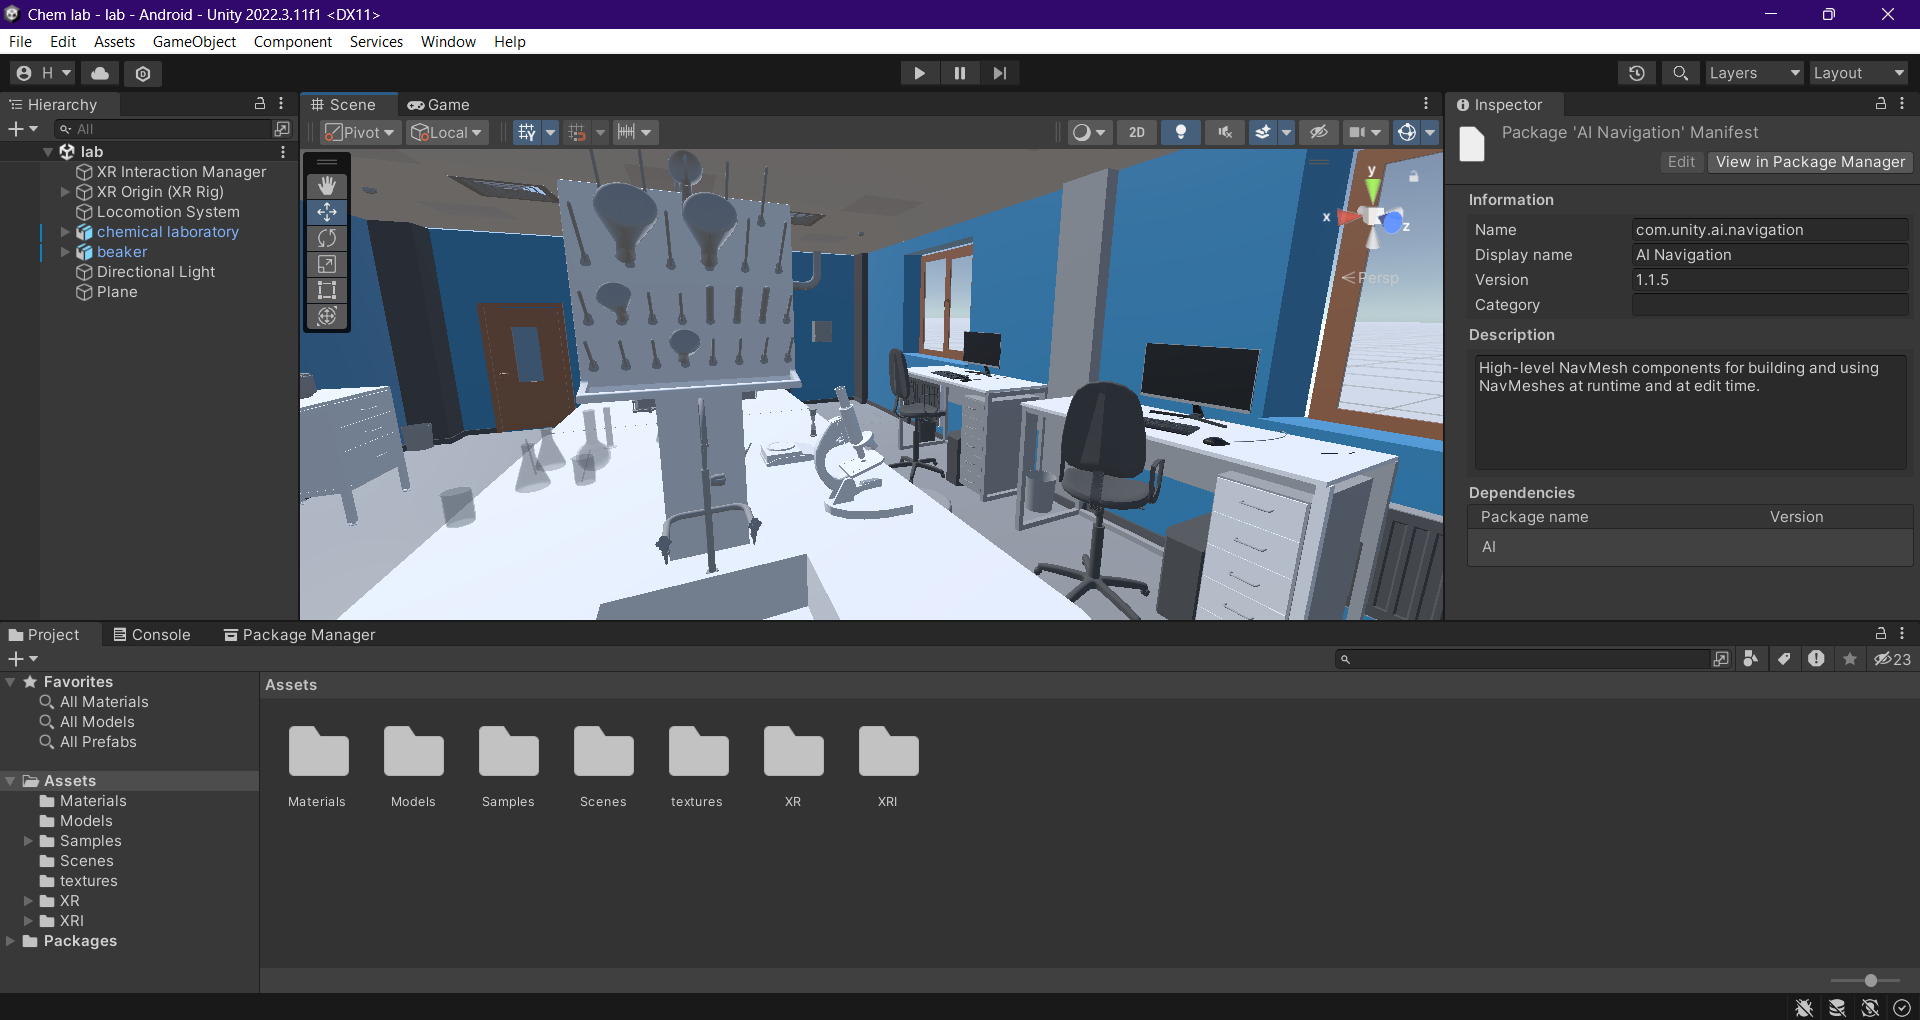 Chem lab - lab - Android - Unity 2022.3.11f1 <DX11>
File Edit Assets GameObject Component Services Window Help
H
Layers
Layout
Hierarchy
All
lab
XR Interaction Manager
XR Origin (XR Rig)
Locomotion System
chemical laboratory
beaker
Directional Light
Plane
Scene
Game
Pivot
Local
2D
y
x
z
Persp
Inspector
Package 'AI Navigation' Manifest
Edit
View in Package Manager
Information
Name com.unity.ai.navigation
Display name AI Navigation
Version 1.1.5
Category
Description
High-level NavMesh components for building and using
NavMeshes at runtime and at edit time.
Dependencies
Package name Version
AI
Project
Console
Package Manager
23
Favorites
All Materials
All Models
All Prefabs
Assets
Materials
Models
Samples
Scenes
textures
XR
XRI
Packages
Assets
Materials
Models
Samples
Scenes
textures
XR
XRI